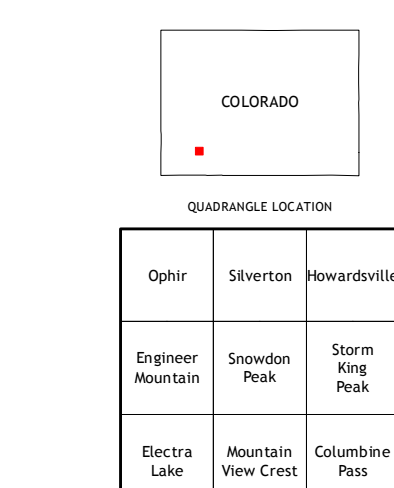 COLORADO
QUADRANGLE LOCATION
Ophir
Silverton
Howardsville
Engineer
Mountain
Snowdon
Peak
Storm
King
Peak
Electra
Lake
Mountain
View Crest
Columbine
Pass